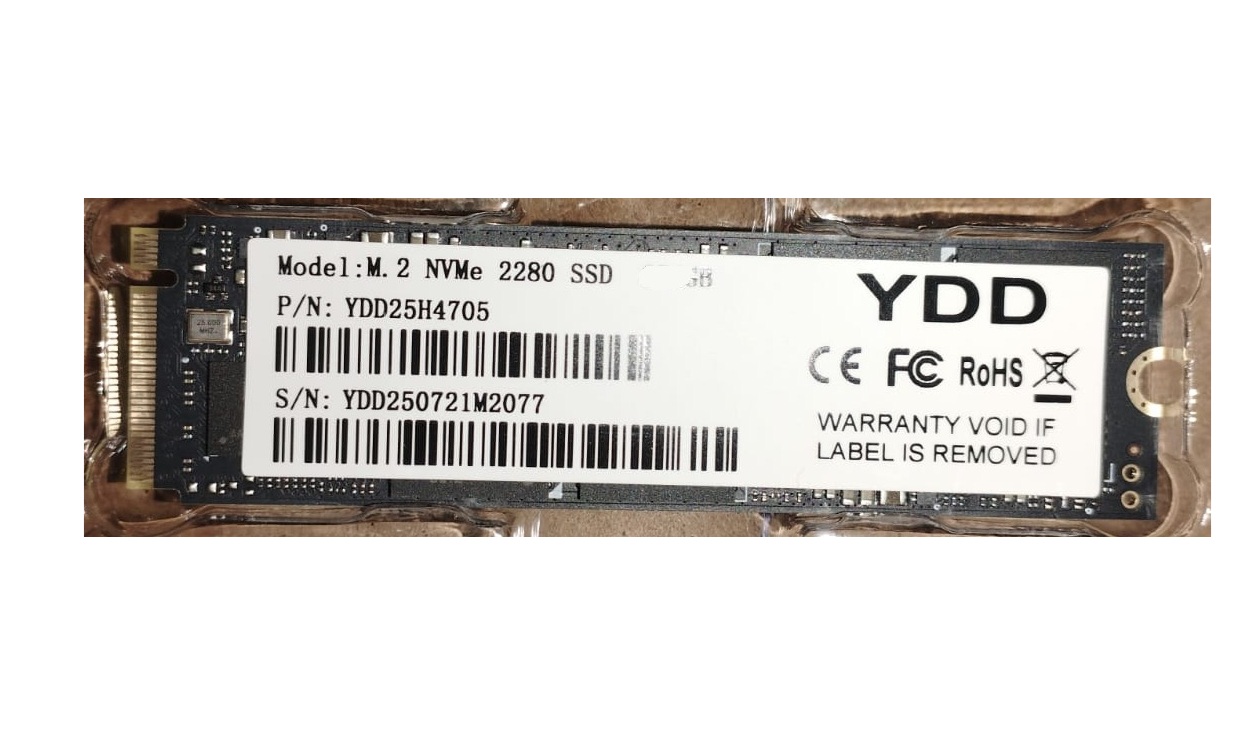 Model:M.2 NVMe 2280 SSD
P/N: YDD25H4705
S/N: YDD250721M2077
YDD
CE FC RoHS
WARRANTY VOID IF
LABEL IS REMOVED